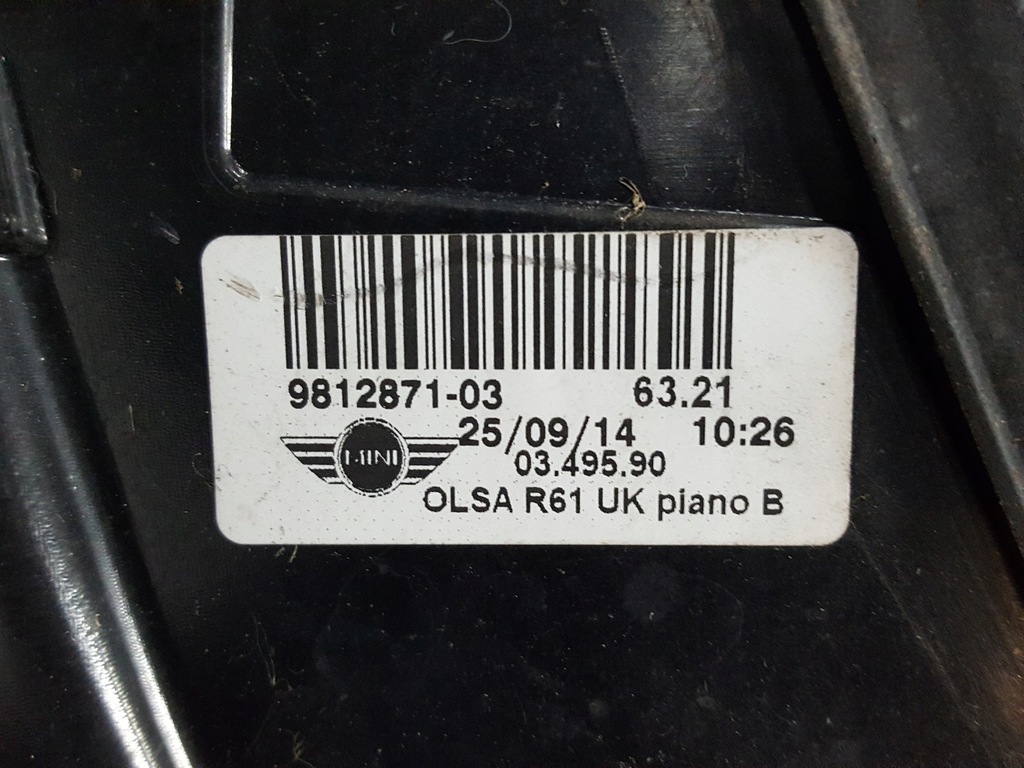 9812871-03 63.21
25/09/14 10:26
MINI
03.495.90
OLSA R61 UK piano B